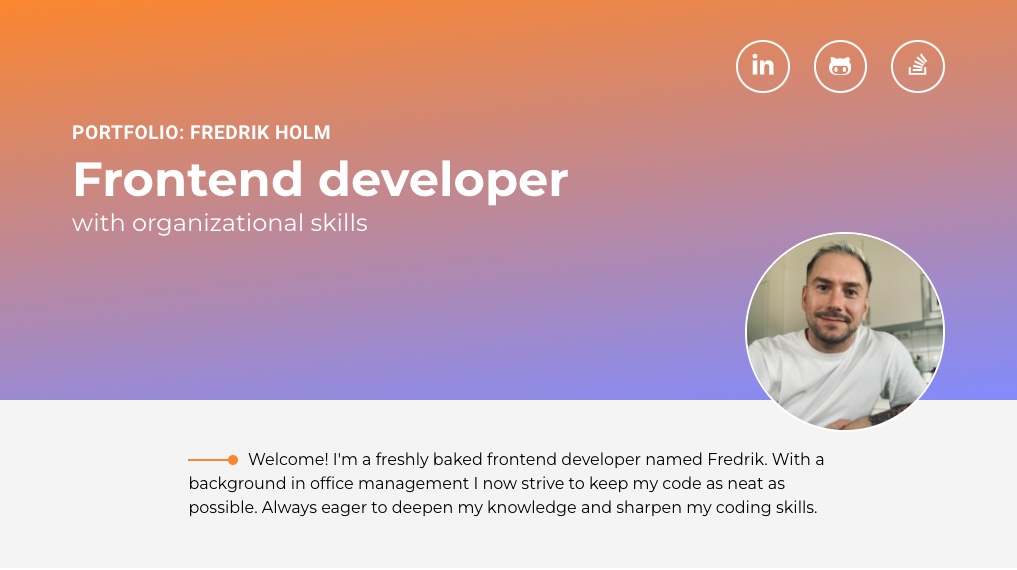 in
PORTFOLIO: FREDRIK HOLM
Frontend developer
with organizational skills
Welcome! I'm a freshly baked frontend developer named Fredrik. With a
background in office management I now strive to keep my code as neat as
possible. Always eager to deepen my knowledge and sharpen my coding skills.